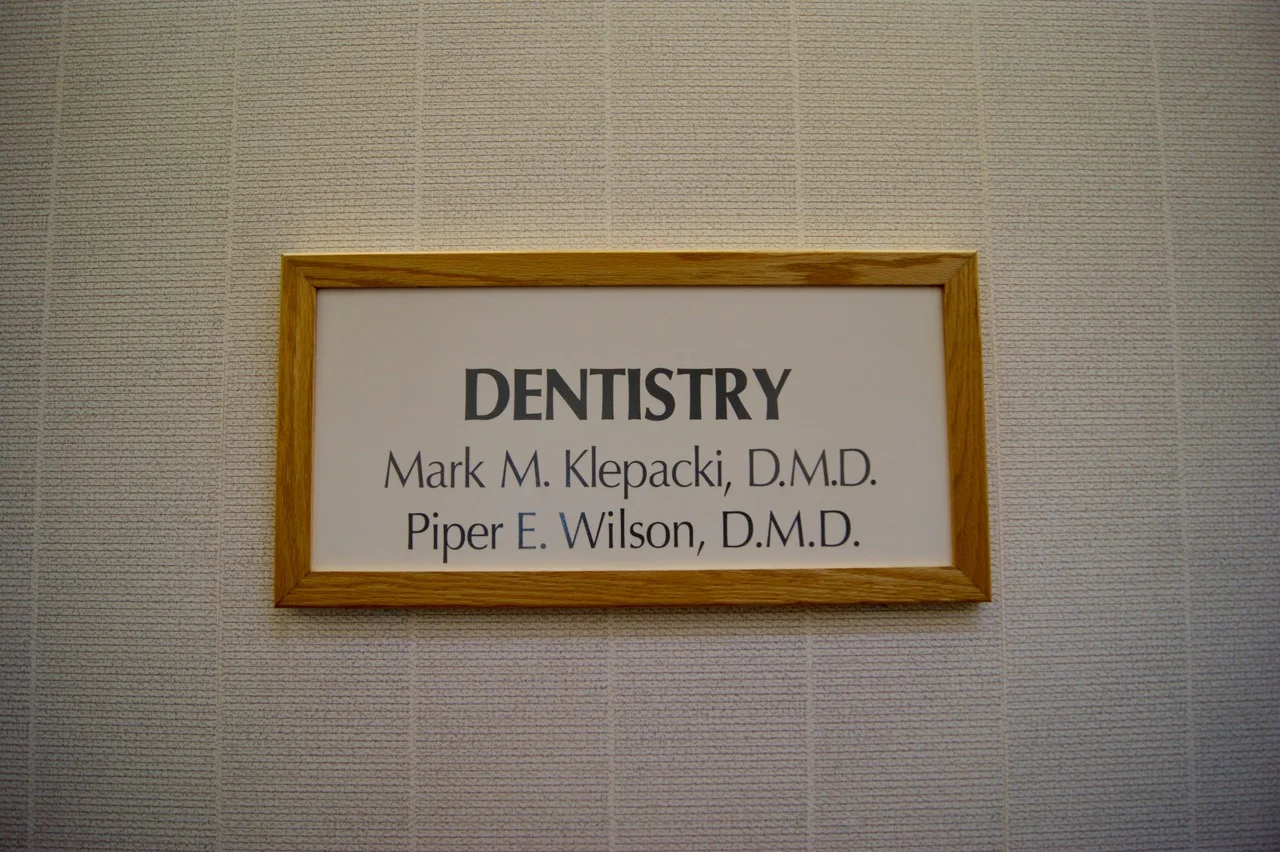 DENTISTRY
Mark M. Klepacki, D.M.D.
Piper E. Wilson, D.M.D.